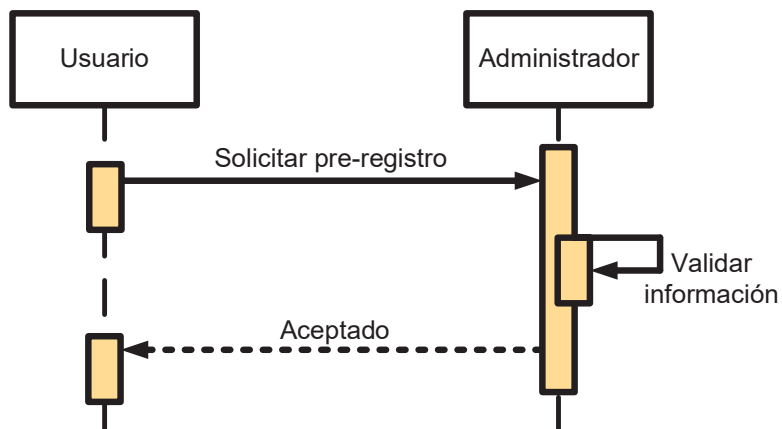 Usuario
Administrador
Solicitar pre-registro
Validar
información
Aceptado